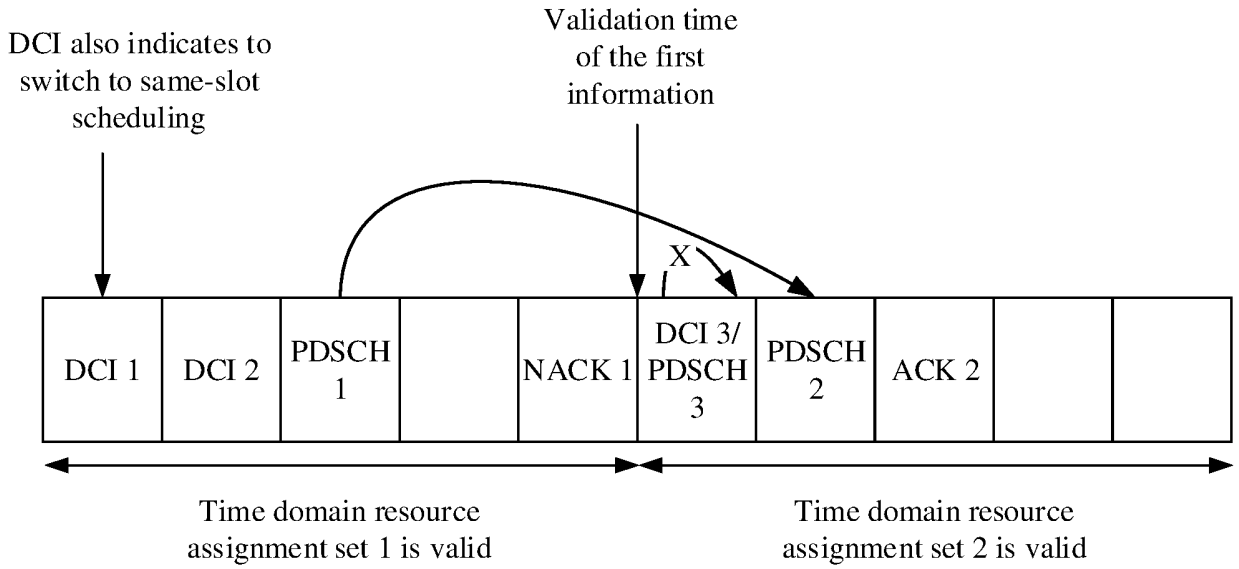 DCI also indicates to
switch to same-slot
scheduling
Validation time
of the first
information
X
DCI 1
DCI 2
PDSCH
1
NACK 1
DCI 3/
PDSCH
3
PDSCH
2
ACK 2
Time domain resource
assignment set 1 is valid
Time domain resource
assignment set 2 is valid